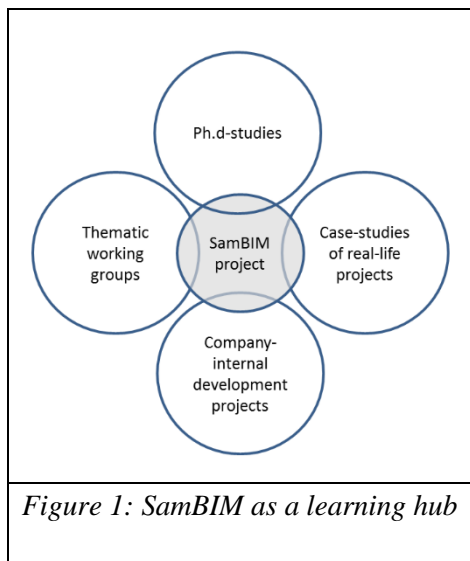 Ph.d-studies
Thematic
working
groups
SamBIM
project
Case-studies
of real-life
projects
Company-
internal
development
projects
Figure 1: SamBIM as a learning hub